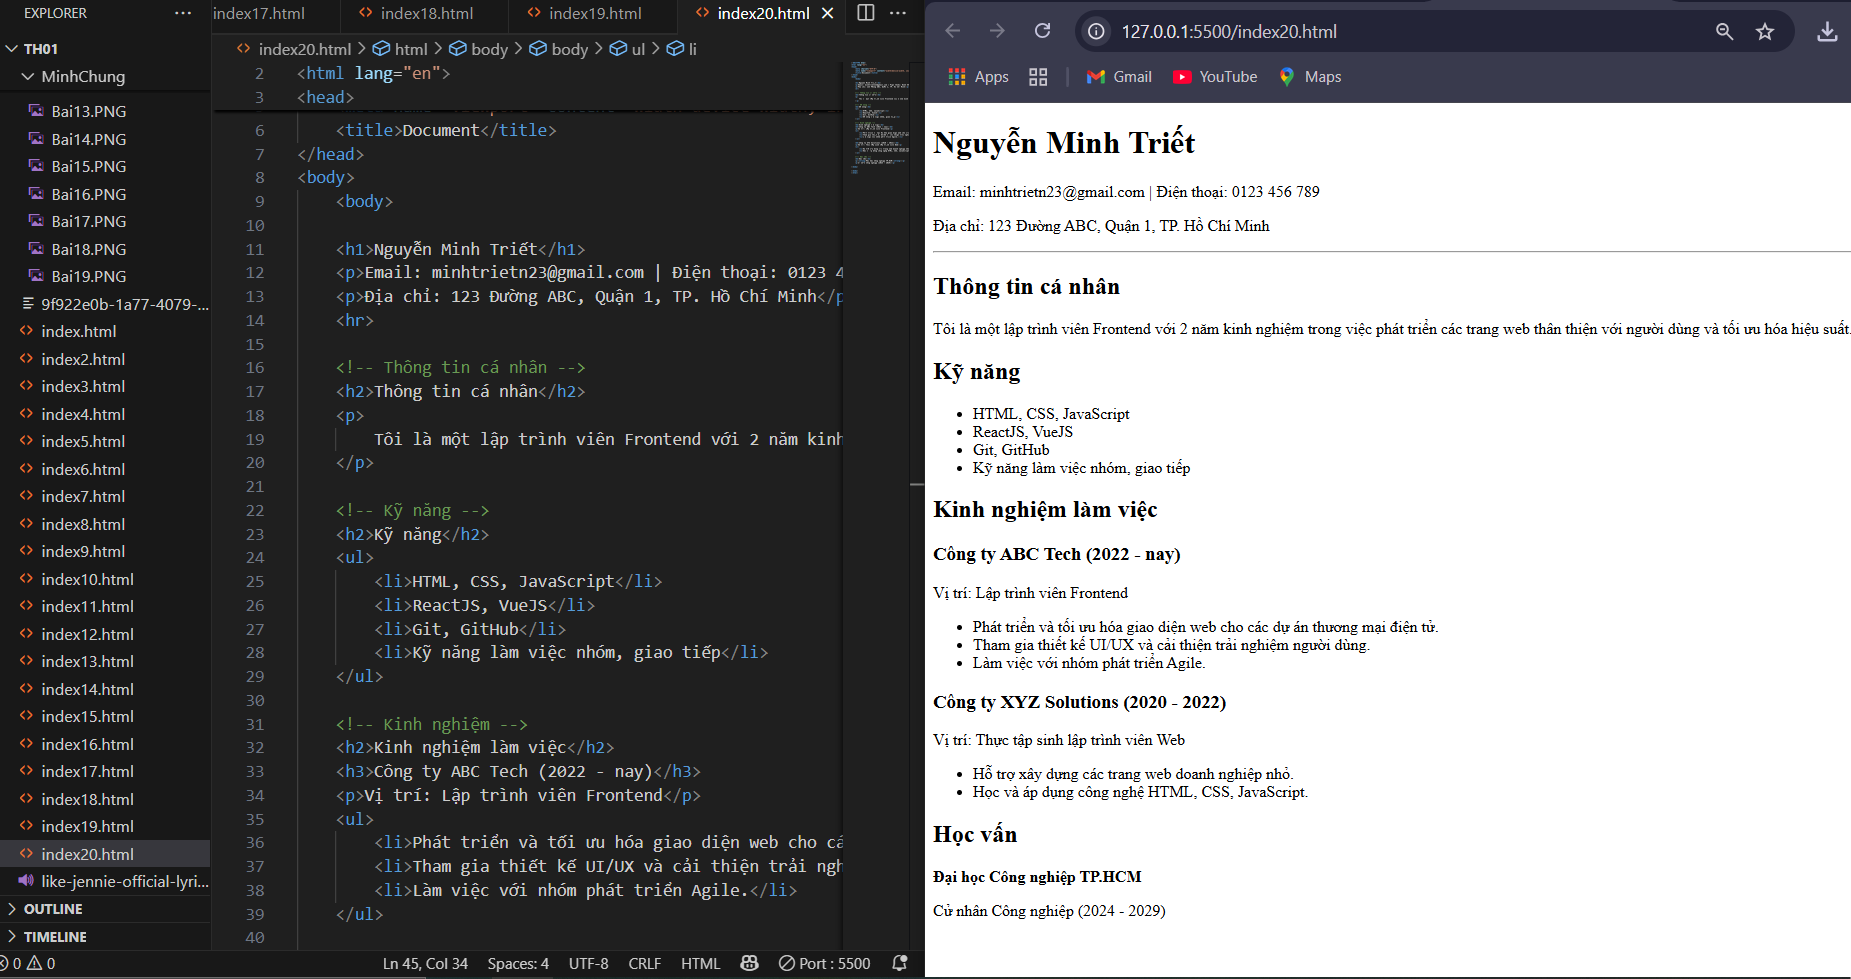 EXPLORER ...
TH01
MinhChung
Bai13.PNG
Bai14.PNG
Bai15.PNG
Bai16.PNG
Bai17.PNG
Bai18.PNG
Bai19.PNG
9f922e0b-1a77-4079-...
index.html
index2.html
index3.html
index4.html
index5.html
index6.html
index7.html
index8.html
index9.html
index10.html
index11.html
index12.html
index13.html
index14.html
index15.html
index16.html
index17.html
index18.html
index19.html
index20.html
like-jennie-official-lyri...
OUTLINE
TIMELINE
index17.html index18.html index19.html index20.html
index20.html > html > body > body > ul > li
2 <html lang="en">
3 <head>
6 <title>Document</title>
7 </head>
8 <body>
9 <body>
10
11 <h1>Nguyễn Minh Triết</h1>
12 <p>Email: minhtrietn23@gmail.com | Điện thoại: 0123 4
13 <p>Địa chỉ: 123 Đường ABC, Quận 1, TP. Hồ Chí Minh</p
14 <hr>
15
16 <!-- Thông tin cá nhân -->
17 <h2>Thông tin cá nhân</h2>
18 <p>
19 Tôi là một lập trình viên Frontend với 2 năm kinh
20 </p>
21
22 <!-- Kỹ năng -->
23 <h2>Kỹ năng</h2>
24 <ul>
25 <li>HTML, CSS, JavaScript</li>
26 <li>ReactJS, VueJS</li>
27 <li>Git, GitHub</li>
28 <li>Kỹ năng làm việc nhóm, giao tiếp</li>
29 </ul>
30
31 <!-- Kinh nghiệm -->
32 <h2>Kinh nghiệm làm việc</h2>
33 <h3>Công ty ABC Tech (2022 - nay)</h3>
34 <p>Vị trí: Lập trình viên Frontend</p>
35 <ul>
36 <li>Phát triển và tối ưu hóa giao diện web cho cá
37 <li>Tham gia thiết kế UI/UX và cải thiện trải ngh
38 <li>Làm việc với nhóm phát triển Agile.</li>
39 </ul>
40
0 0 Ln 45, Col 34 Spaces: 4 UTF-8 CRLF HTML Port : 5500
127.0.0.1:5500/index20.html
Apps Gmail YouTube Maps
Nguyễn Minh Triết
Email: minhtrietn23@gmail.com | Điện thoại: 0123 456 789
Địa chỉ: 123 Đường ABC, Quận 1, TP. Hồ Chí Minh
Thông tin cá nhân
Tôi là một lập trình viên Frontend với 2 năm kinh nghiệm trong việc phát triển các trang web thân thiện với người dùng và tối ưu hóa hiệu suất.
Kỹ năng
• HTML, CSS, JavaScript
• ReactJS, VueJS
• Git, GitHub
• Kỹ năng làm việc nhóm, giao tiếp
Kinh nghiệm làm việc
Công ty ABC Tech (2022 - nay)
Vị trí: Lập trình viên Frontend
• Phát triển và tối ưu hóa giao diện web cho các dự án thương mại điện tử.
• Tham gia thiết kế UI/UX và cải thiện trải nghiệm người dùng.
• Làm việc với nhóm phát triển Agile.
Công ty XYZ Solutions (2020 - 2022)
Vị trí: Thực tập sinh lập trình viên Web
• Hỗ trợ xây dựng các trang web doanh nghiệp nhỏ.
• Học và áp dụng công nghệ HTML, CSS, JavaScript.
Học vấn
Đại học Công nghiệp TP.HCM
Cử nhân Công nghiệp (2024 - 2029)